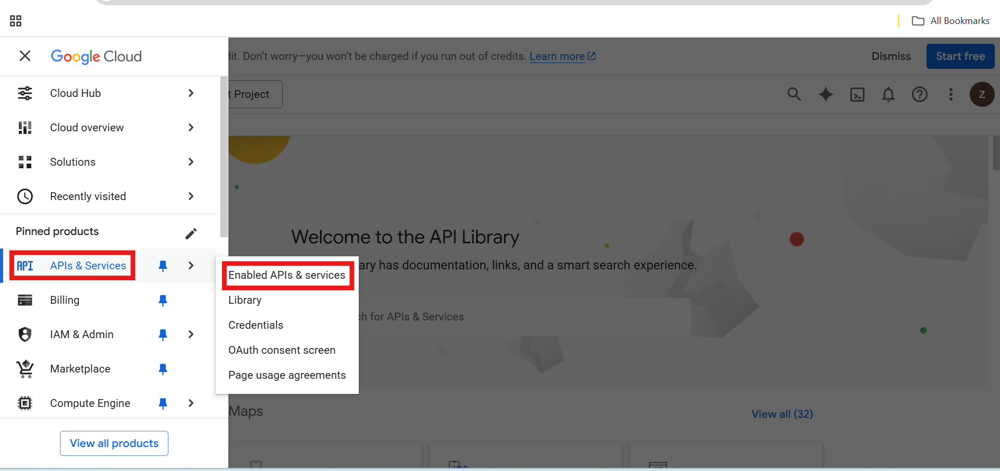 All Bookmarks
Google Cloud
dit. Don't worry—you won't be charged if you run out of credits. Learn more
Dismiss
Start free
Cloud Hub
t Project
Z
Cloud overview
Solutions
Recently visited
Pinned products
Welcome to the API Library
API APIs & Services
Enabled APIs & services
ary has documentation, links, and a smart search experience.
Billing
Library
ch for APIs & Services
Credentials
IAM & Admin
OAuth consent screen
Marketplace
Page usage agreements
Compute Engine
Maps
View all (32)
View all products